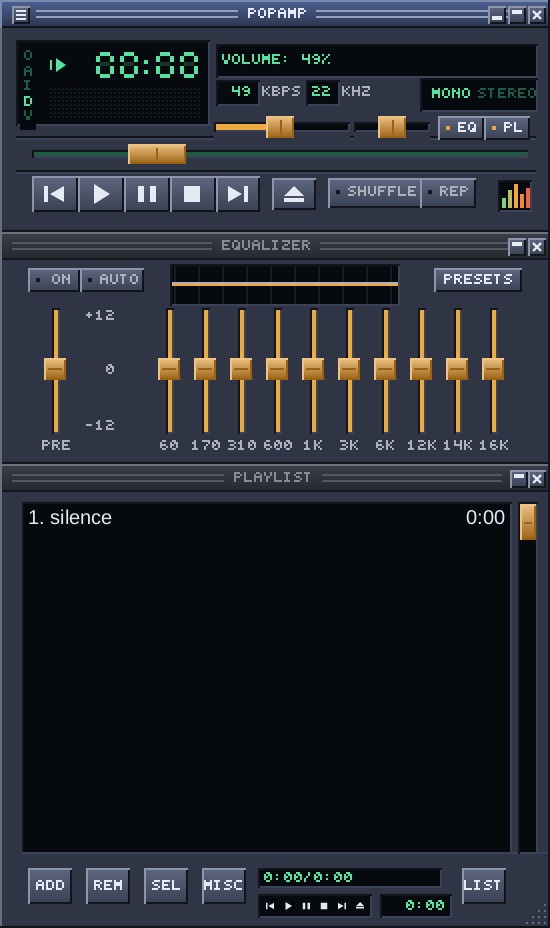 POPAMP
O
A
I
D
V
00:00
VOLUME: 49%
49 KBPS 22 KHZ
MONO STEREO
EQ PL
SHUFFLE REP
EQUALIZER
ON AUTO
PRESETS
+12
0
-12
PRE 60 170 310 600 1K 3K 6K 12K 14K 16K
PLAYLIST
1. silence 0:00
ADD REM SEL MISC 0:00/0:00 LIST
0:00